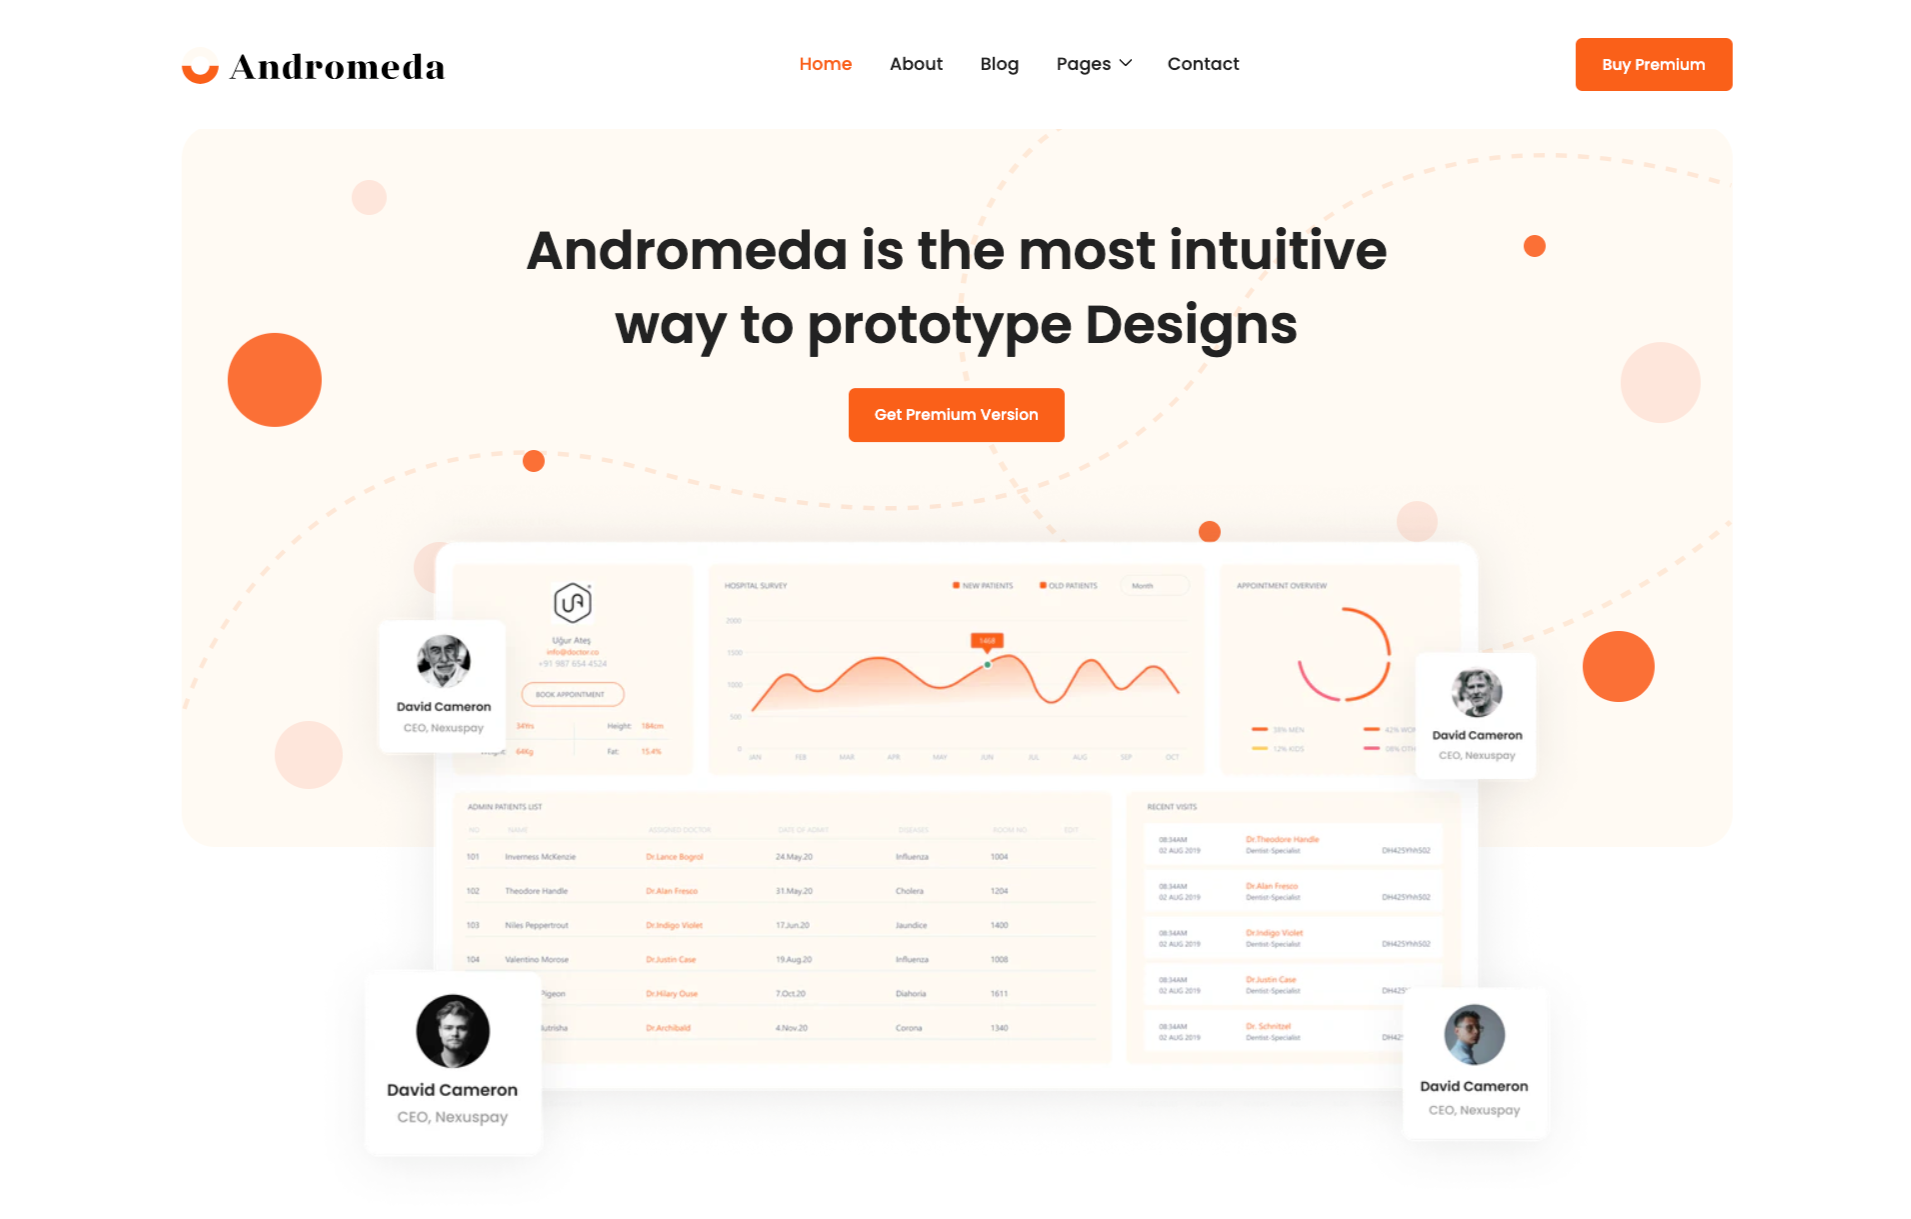 Andromeda
Home About Blog Pages Contact
Buy Premium
Andromeda is the most intuitive
way to prototype Designs
Get Premium Version
Uğur Ateş
info@doctor.co
+91 987 654 4524
BOOK APPOINTMENT
34Yrs Height: 184cm
64Kg Fat: 15.4%
HOSPITAL SURVEY NEW PATIENTS OLD PATIENTS Month
2000
1500
1000
500
0
1468
JAN FEB MAR APR MAY JUN JUL AUG SEP OCT
APPOINTMENT OVERVIEW
38% MEN 42%
12% KIDS 08%
David Cameron
CEO, Nexuspay
David Cameron
CEO, Nexuspay
ADMIN PATIENTS LIST
NO NAME ASSIGNED DOCTOR DATE OF ADMIT DISEASES ROOM NO. EDIT
101 Inverness McKenzie Dr.Lance Bogrol 24.May.20 Influenza 1004
102 Theodore Handle Dr.Alan Fresco 31.May.20 Cholera 1204
103 Niles Peppertrout Dr.Indigo Violet 17.Jun.20 Jaundice 1400
104 Valentino Morose Dr.Justin Case 19.Aug.20 Influenza 1008
Pigeon Dr.Hilary Ouse 7.Oct.20 Diahoria 1611
utrisha Dr.Archibald 4.Nov.20 Corona 1340
RECENT VISITS
08:34AM Dr.Theodore Handle
02 AUG 2019 Dentist-Specialist DH425Yhh502
08:34AM Dr.Alan Fresco
02 AUG 2019 Dentist-Specialist DH425Yhh502
08:34AM Dr.Indigo Violet
02 AUG 2019 Dentist-Specialist DH425Yhh502
08:34AM Dr.Justin Case
02 AUG 2019 Dentist-Specialist DH425
08:34AM Dr. Schnitzel
02 AUG 2019 Dentist-Specialist DH42
David Cameron
CEO, Nexuspay
David Cameron
CEO, Nexuspay